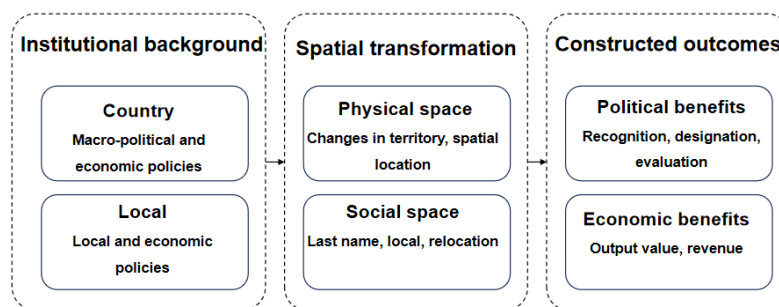 Institutional background
Country
Macro-political and
economic policies
Local
Local and economic
policies
Spatial transformation
Physical space
Changes in territory, spatial
location
Social space
Last name, local, relocation
Constructed outcomes
Political benefits
Recognition, designation,
evaluation
Economic benefits
Output value, revenue